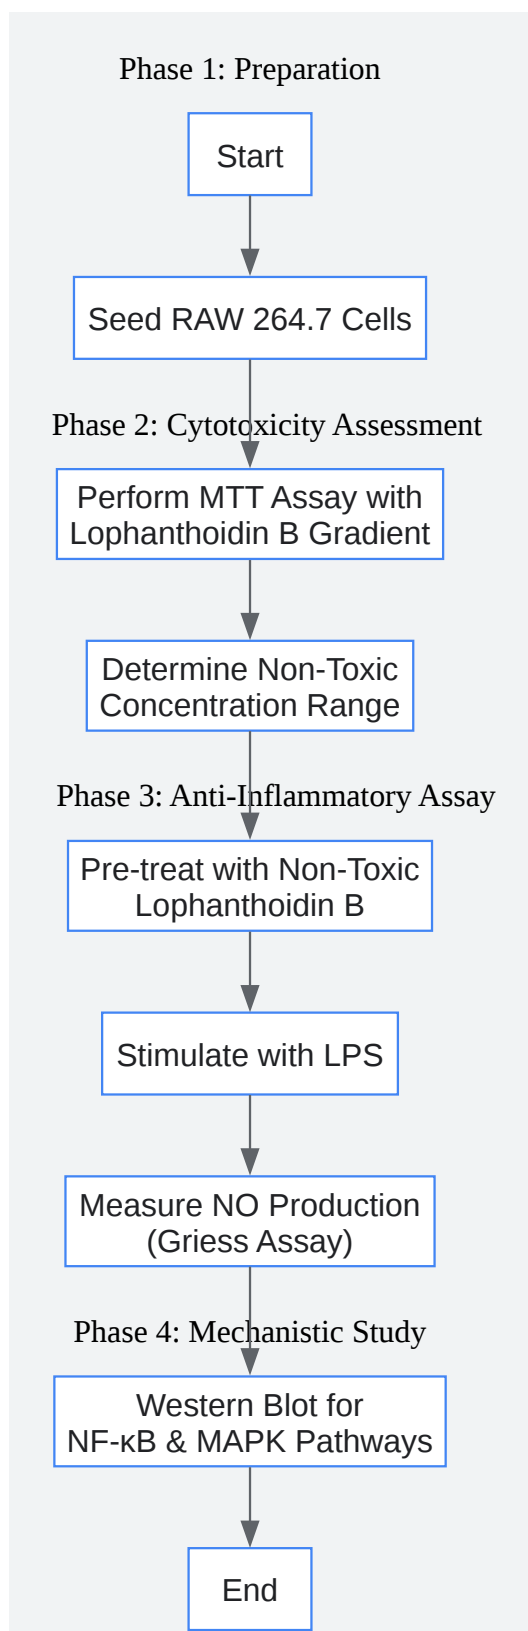 Phase 1: Preparation
Start
Seed RAW 264.7 Cells
Phase 2: Cytotoxicity Assessment
Perform MTT Assay with
Lophanthoidin B Gradient
Determine Non-Toxic
Concentration Range
Phase 3: Anti-Inflammatory Assay
Pre-treat with Non-Toxic
Lophanthoidin B
Stimulate with LPS
Measure NO Production
(Griess Assay)
Phase 4: Mechanistic Study
Western Blot for
NF-κB & MAPK Pathways
End